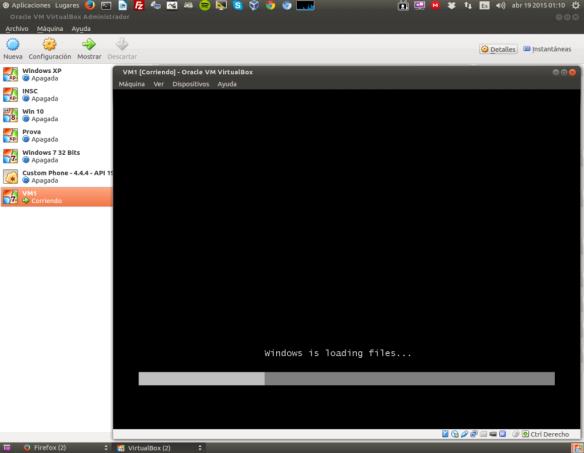 Aplicaciones Lugares Es abr 19 2015 01:10
Oracle VM VirtualBox Administrador
Archivo Máquina Ayuda
Nueva Configuración Mostrar Descartar Detalles Instantáneas
Windows XP
Apagada
INSC
Apagada
Win 10
Apagada
Prova
Apagada
Windows 7 32 Bits
Apagada
Custom Phone - 4.4.4 - API 19
Apagada
VM1
Corriendo
VM1 [Corriendo] - Oracle VM VirtualBox
Máquina Ver Dispositivos Ayuda
Windows is loading files...
Ctrl Derecho
Firefox (2) VirtualBox (2)